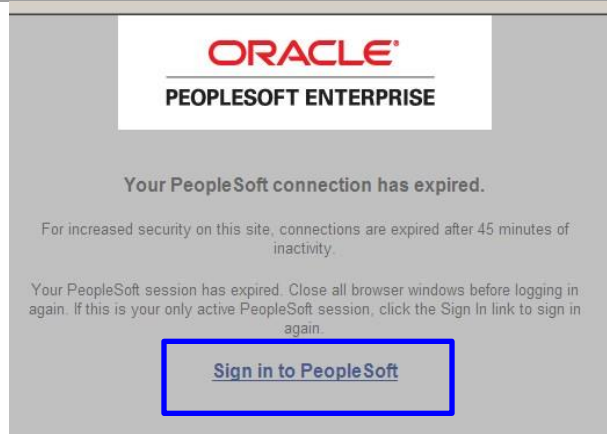 ORACLE®
PEOPLESOFT ENTERPRISE
Your PeopleSoft connection has expired.
For increased security on this site, connections are expired after 45 minutes of
inactivity.
Your PeopleSoft session has expired. Close all browser windows before logging in
again. If this is your only active PeopleSoft session, click the Sign In link to sign in
again.
Sign in to PeopleSoft